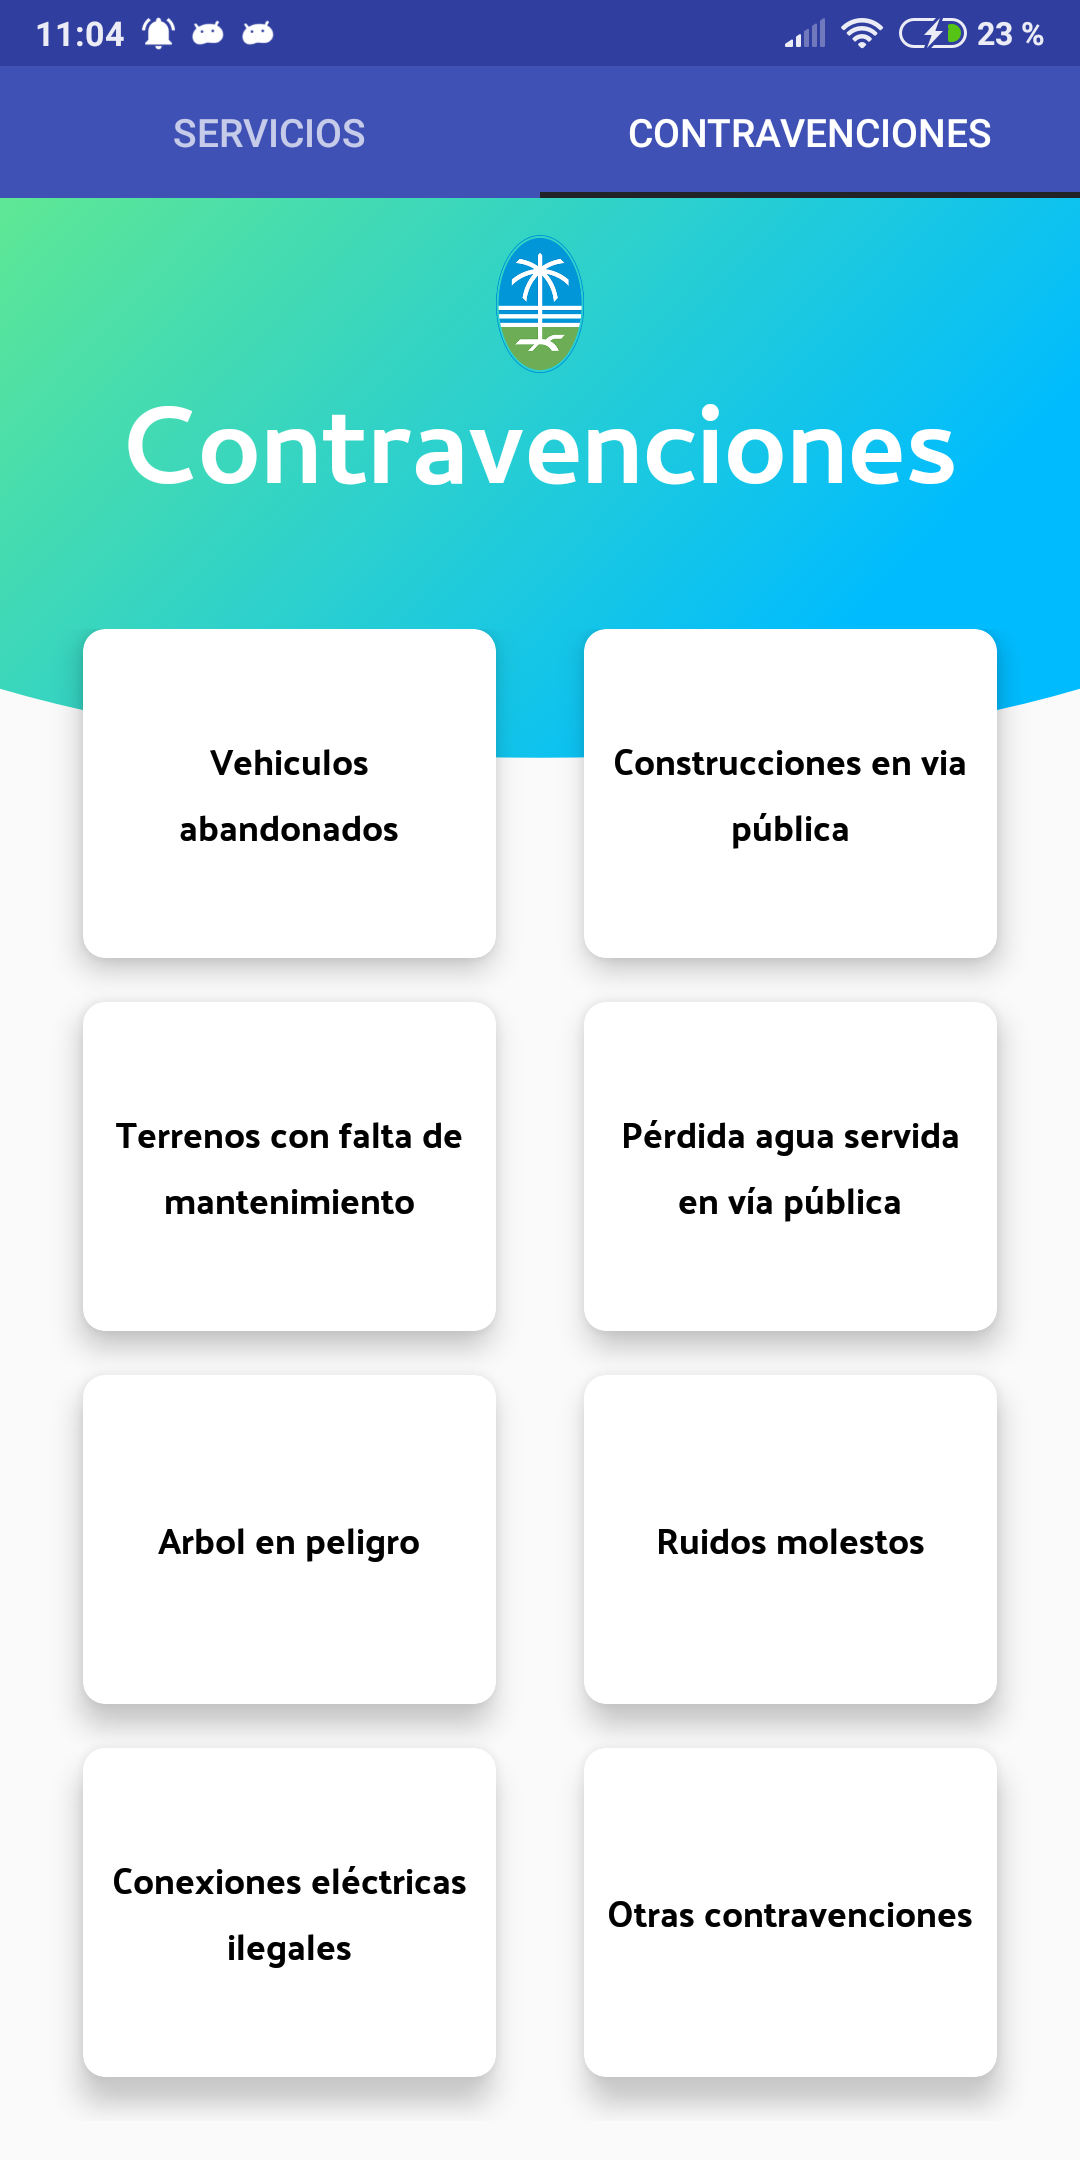 11:04
23 %
SERVICIOS
CONTRAVENCIONES
Contravenciones
Vehiculos
abandonados
Construcciones en via
pública
Terrenos con falta de
mantenimiento
Pérdida agua servida
en vía pública
Arbol en peligro
Ruidos molestos
Conexiones eléctricas
ilegales
Otras contravenciones